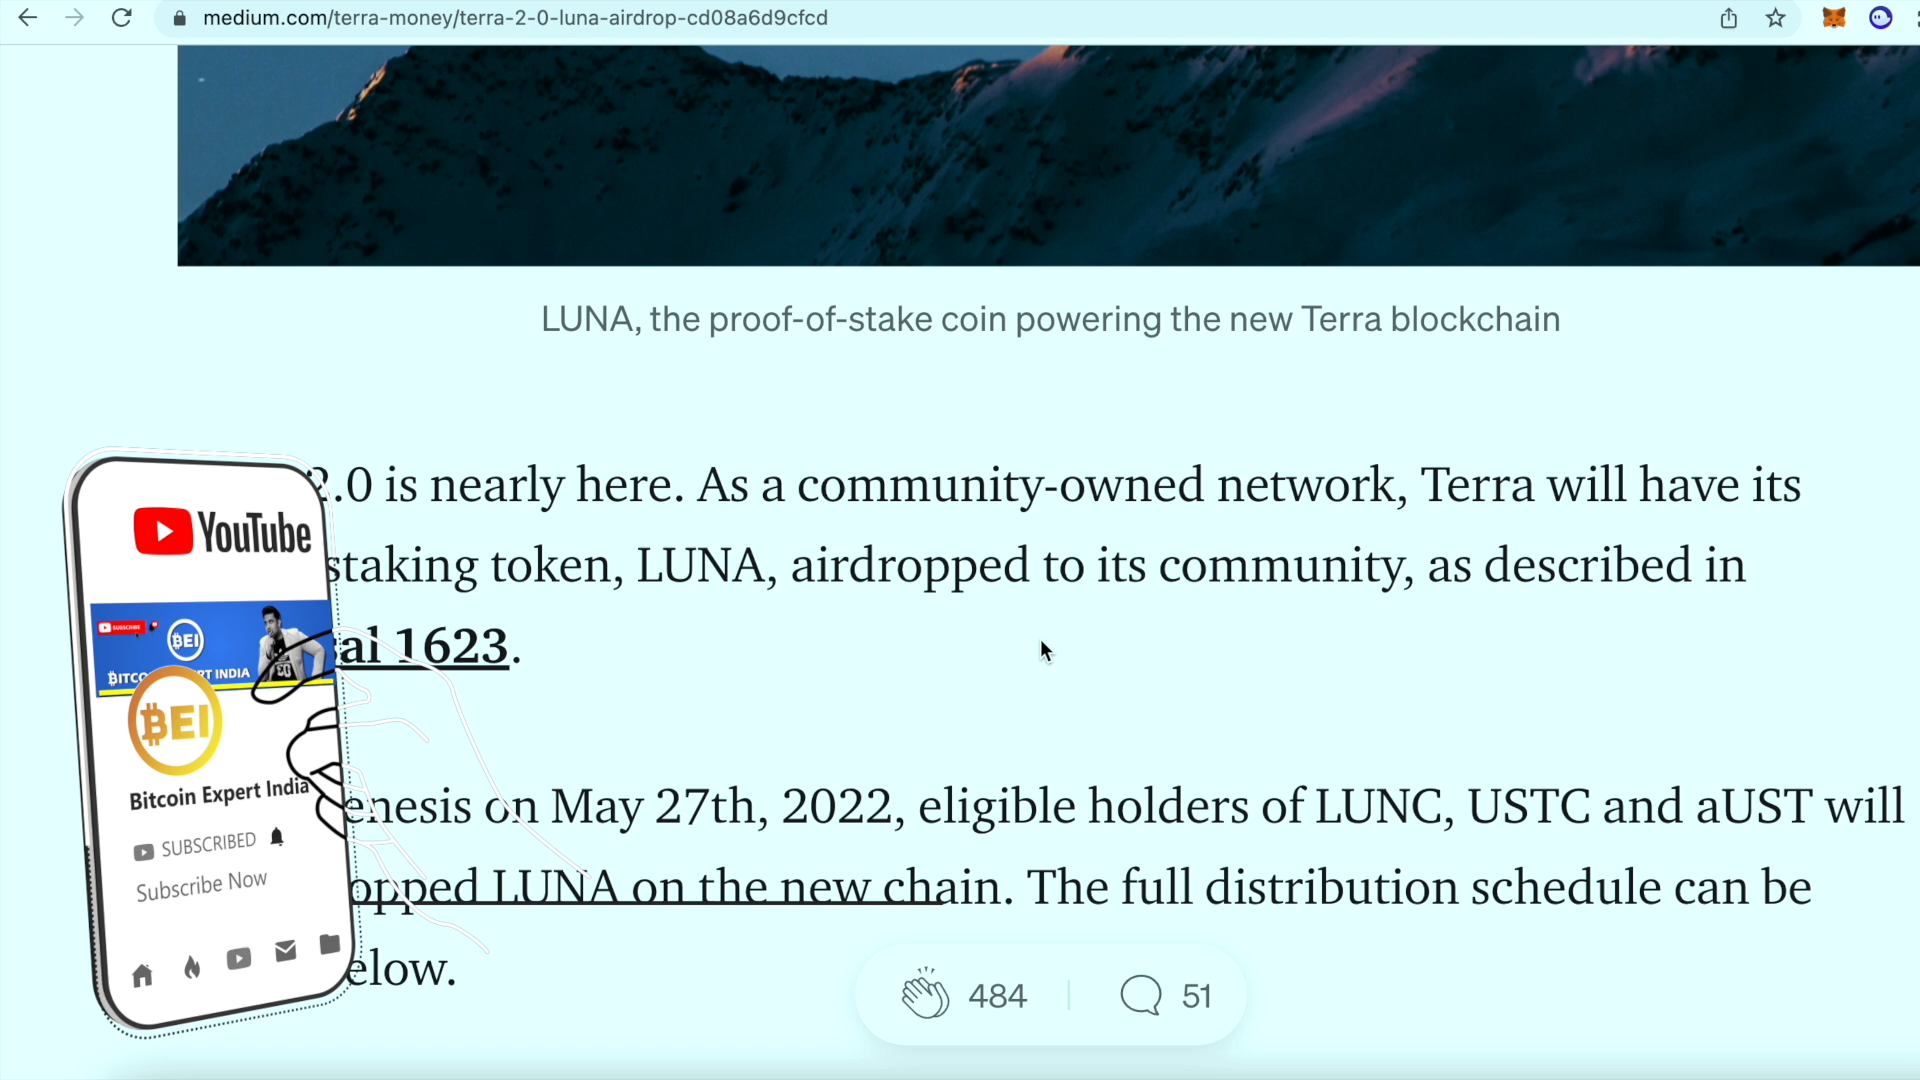 medium.com/terra-money/terra-2-0-luna-airdrop-cd08a6d9cfcd
LUNA, the proof-of-stake coin powering the new Terra blockchain
2.0 is nearly here. As a community-owned network, Terra will have its
staking token, LUNA, airdropped to its community, as described in
al 1623.
enesis on May 27th, 2022, eligible holders of LUNC, USTC and aUST will
opped LUNA on the new chain. The full distribution schedule can be
elow.
YouTube
SUBSCRIBE
BEI
BITCO RT INDIA
BEI
Bitcoin Expert India
SUBSCRIBED
Subscribe Now
484
51